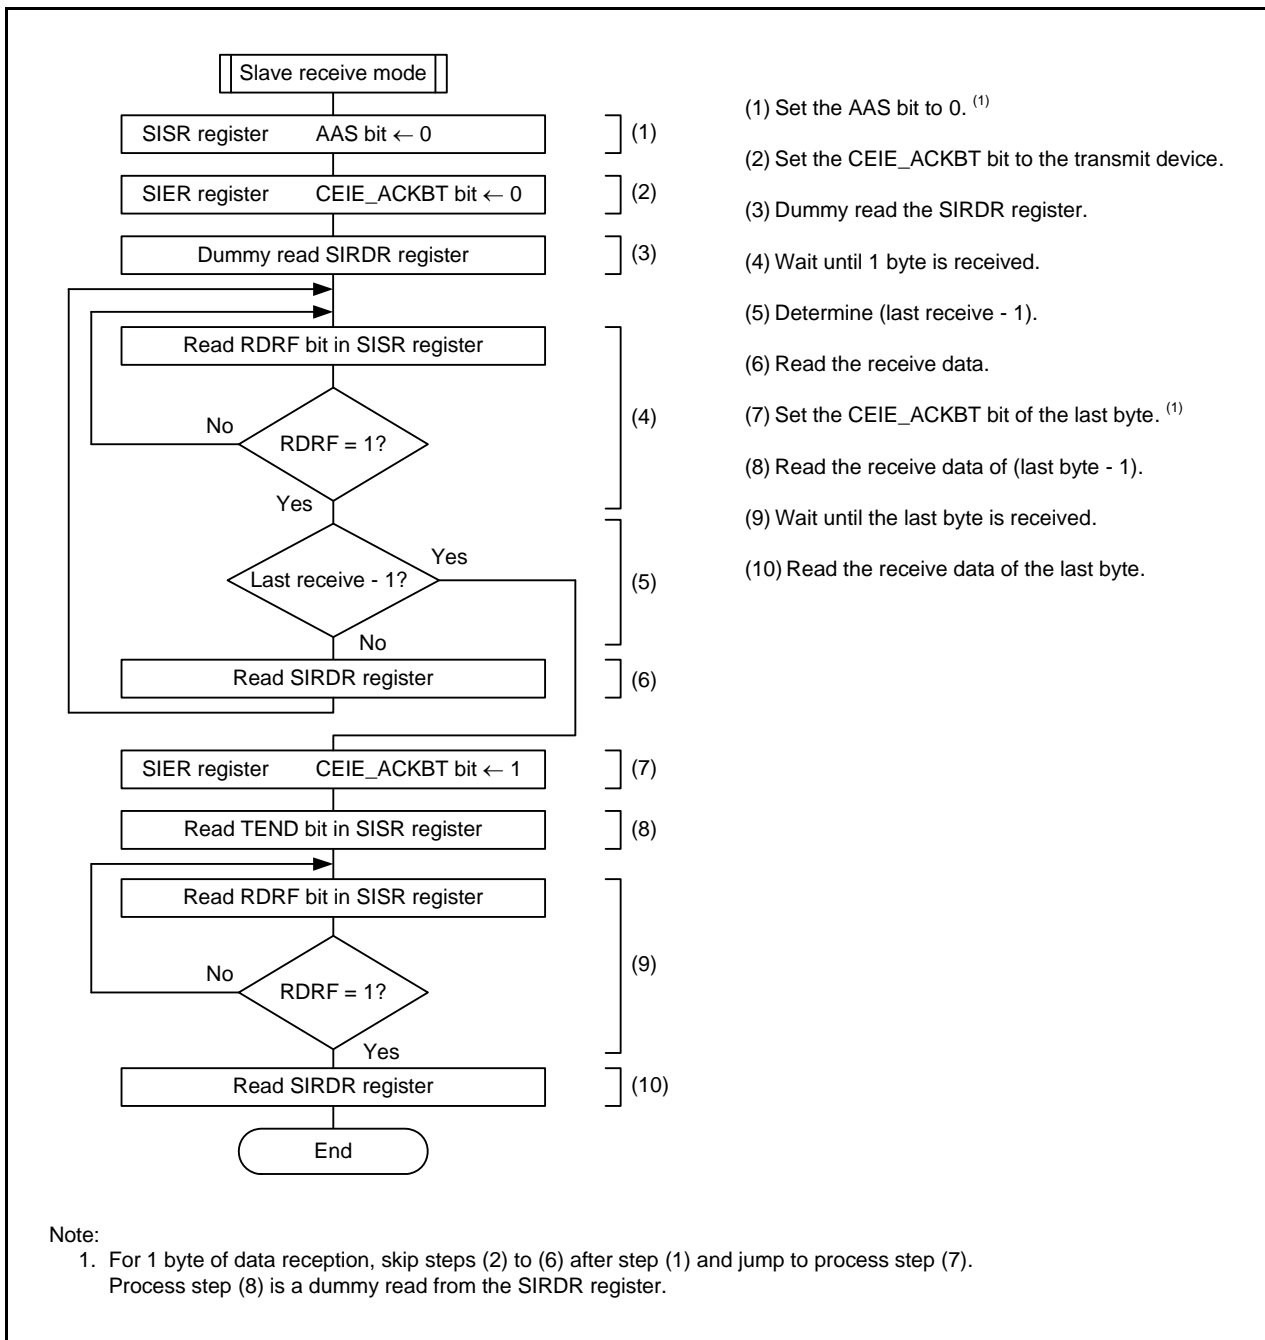 Slave receive mode
SISR register AAS bit ← 0 (1)
SIER register CEIE_ACKBT bit ← 0 (2)
Dummy read SIRDR register (3)
Read RDRF bit in SISR register
RDRF = 1? (4)
No
Yes
Last receive - 1? (5)
Yes
No
Read SIRDR register (6)
SIER register CEIE_ACKBT bit ← 1 (7)
Read TEND bit in SISR register (8)
Read RDRF bit in SISR register
RDRF = 1? (9)
No
Yes
Read SIRDR register (10)
End
(1) Set the AAS bit to 0. (1)
(2) Set the CEIE_ACKBT bit to the transmit device.
(3) Dummy read the SIRDR register.
(4) Wait until 1 byte is received.
(5) Determine (last receive - 1).
(6) Read the receive data.
(7) Set the CEIE_ACKBT bit of the last byte. (1)
(8) Read the receive data of (last byte - 1).
(9) Wait until the last byte is received.
(10) Read the receive data of the last byte.
Note:
1. For 1 byte of data reception, skip steps (2) to (6) after step (1) and jump to process step (7).
Process step (8) is a dummy read from the SIRDR register.